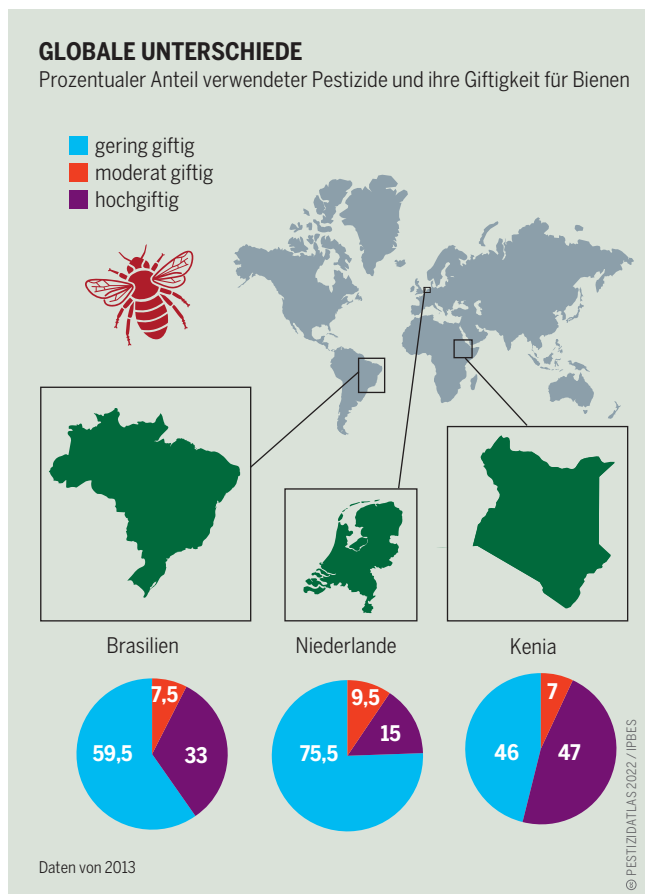 GLOBALE UNTERSCHIEDE
Prozentualer Anteil verwendeter Pestizide und ihre Giftigkeit für Bienen
gering giftig
moderat giftig
hochgiftig
Brasilien
Niederlande
Kenia
7,5
59,5
33
9,5
15
75,5
7
46
47
Daten von 2013
PESTIZIDATLAS 2022 / IPBES